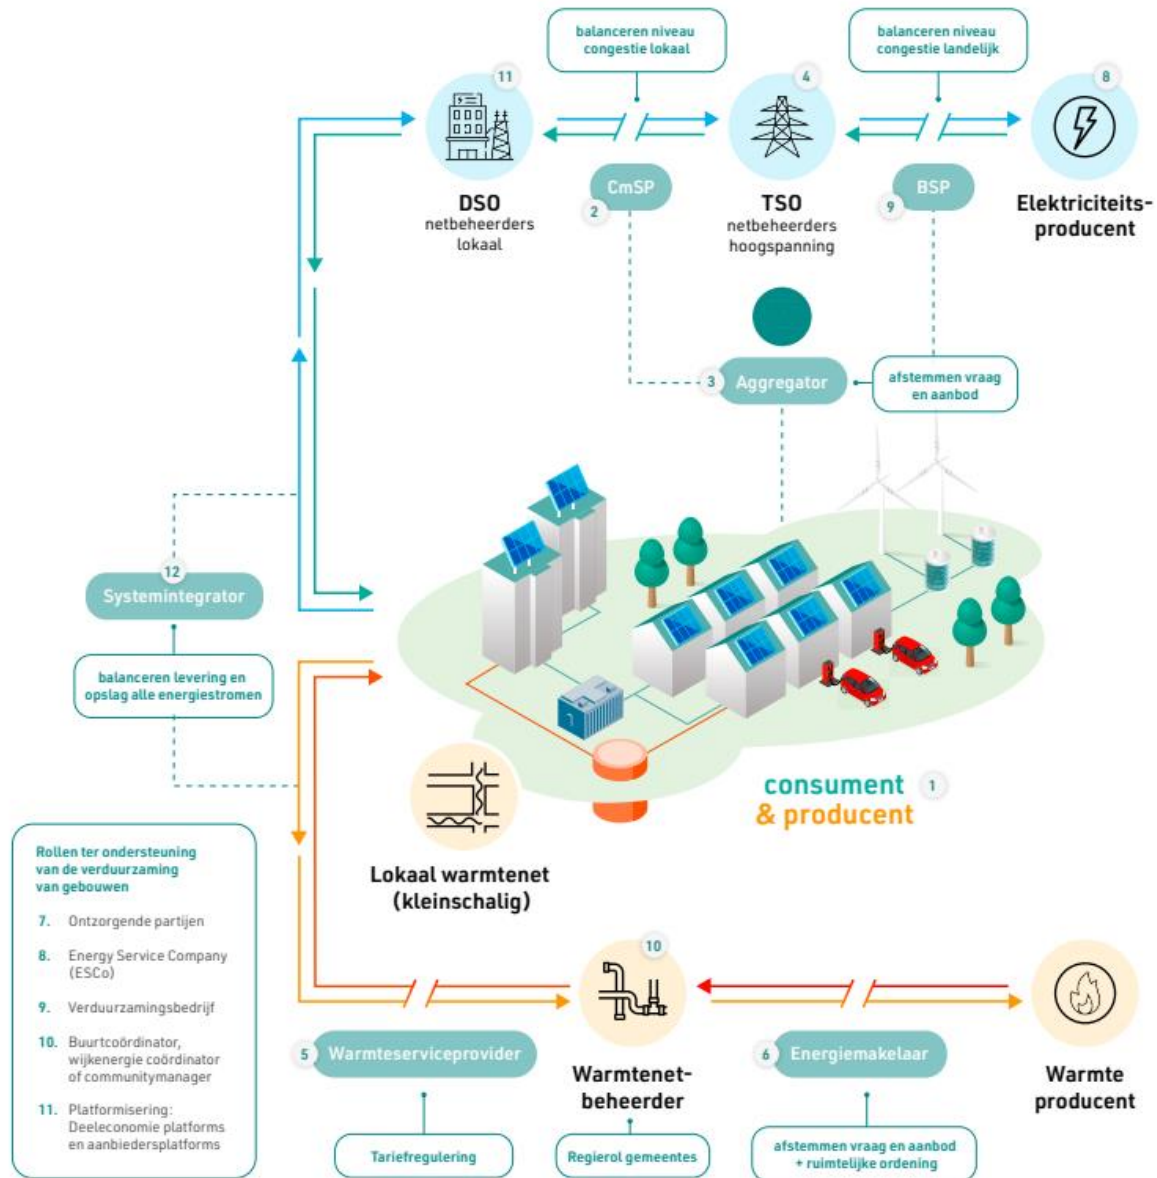 balanceren niveau
congestie lokaal
balanceren niveau
congestie landelijk
11
4
8
DSO
netbeheerders
lokaal
CmSP
2
TSO
netbeheerders
hoogspanning
BSP
9
Elektriciteits-
producent
3
Aggregator
afstemmen vraag
en aanbod
12
Systemintegrator
balanceren levering en
opslag alle energiestromen
consument
1
& producent
Lokaal warmtenet
(kleinschalig)
Rollen ter ondersteuning
van de verduurzaming
van gebouwen
7. Ontzorgende partijen
8. Energy Service Company
(ESCo)
9. Verduurzamingsbedrijf
10. Buurtcoördinator,
wijkenergie coördinator
of communitymanager
11. Platformisering:
Deeleconomie platforms
en aanbiedersplatforms
10
5
Warmteserviceprovider
Warmtenet-
beheerder
6
Energiemakelaar
Warmte
producent
Tariefregulering
Regierol gemeentes
afstemmen vraag en aanbod
+ ruimtelijke ordening